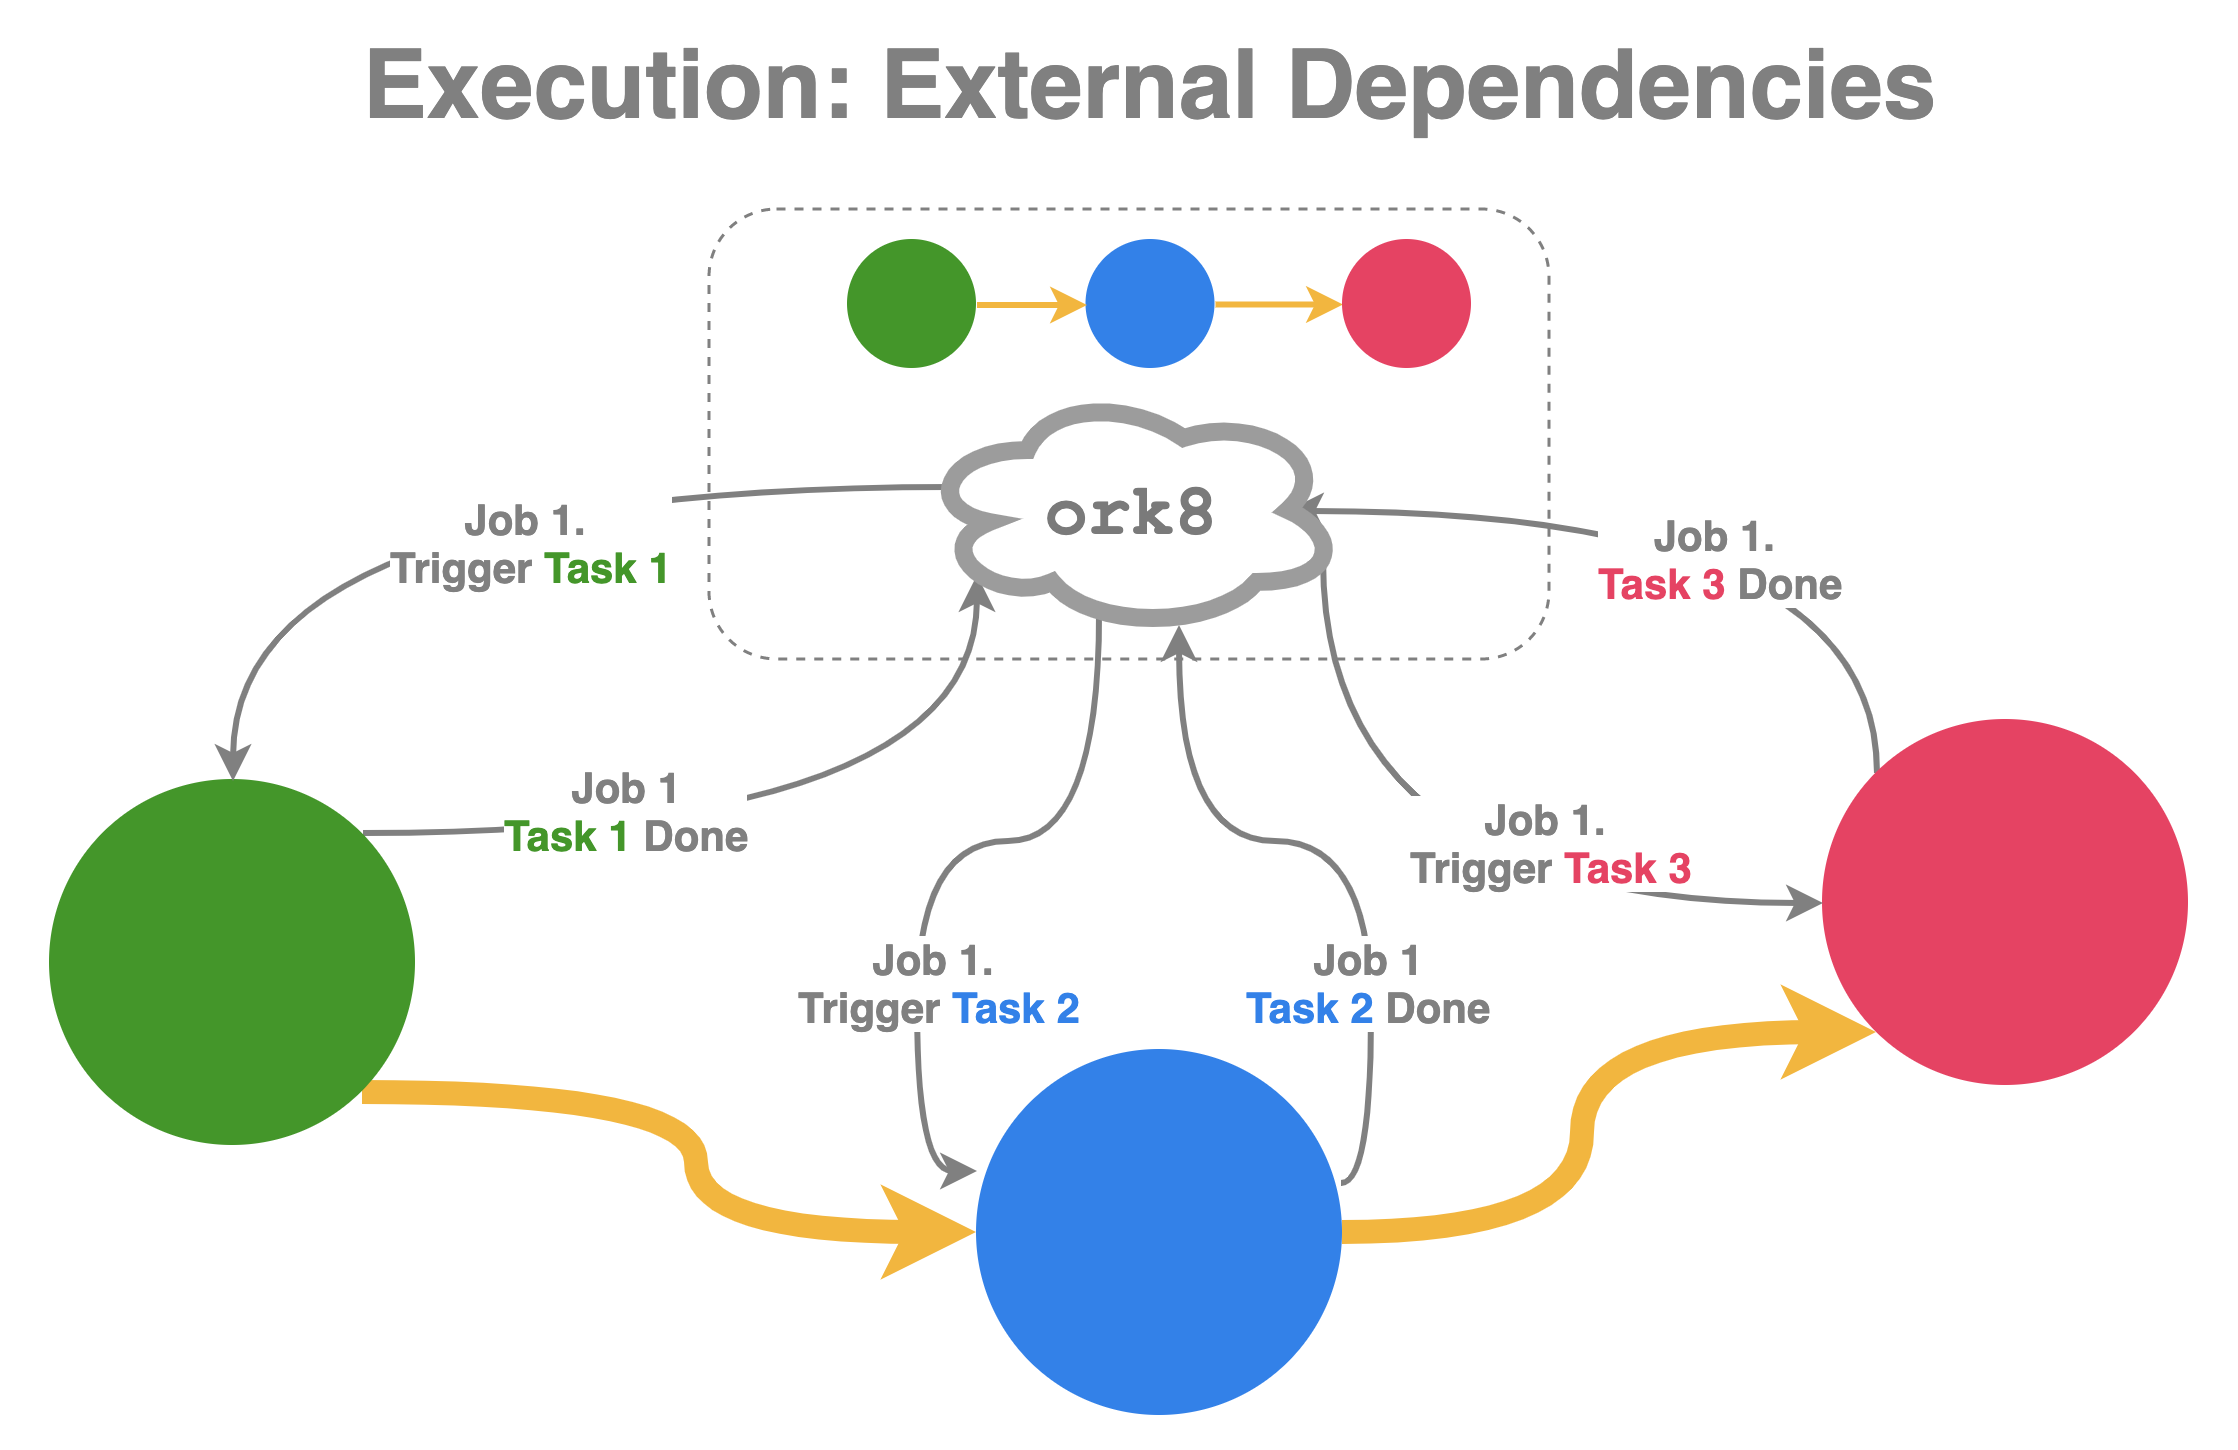 Execution: External Dependencies
ork8
Job 1.
Trigger Task 1
Job 1.
Task 3 Done
Job 1
Task 1 Done
Job 1.
Trigger Task 3
Job 1.
Trigger Task 2
Job 1
Task 2 Done